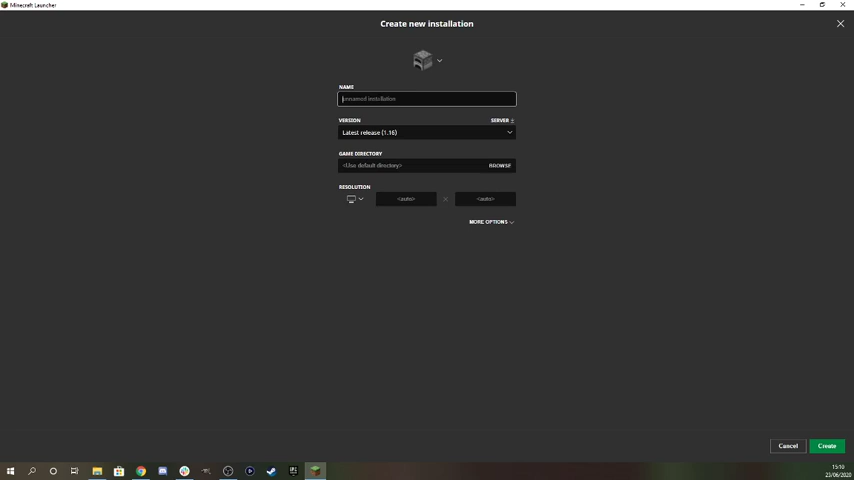 Minecraft Launcher
Create new installation
NAME
unnamed installation
VERSION
SERVER
Latest release (1.16)
GAME DIRECTORY
<Use default directory>
BROWSE
RESOLUTION
<auto>
<auto>
MORE OPTIONS
Cancel
Create
15:10
23/06/2020